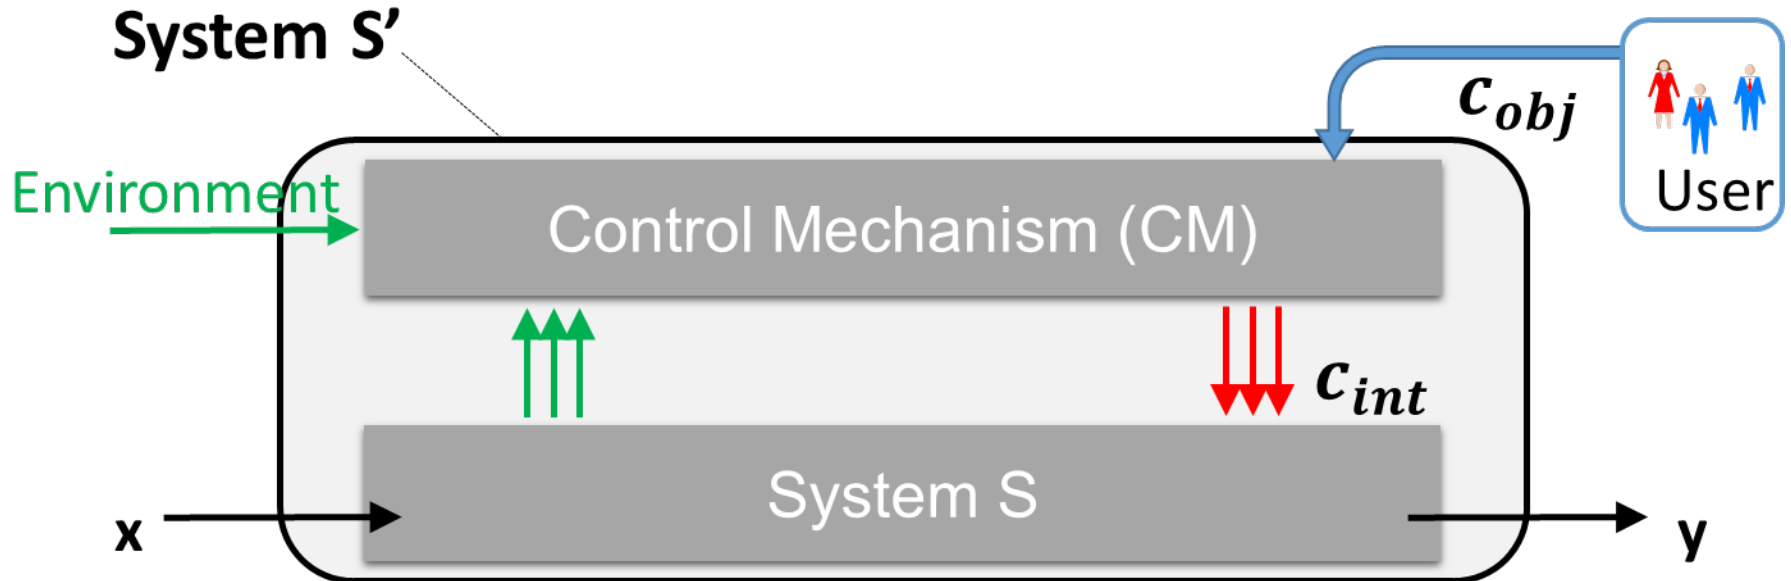 System S’
c_obj
User
Environment
Control Mechanism (CM)
c_int
System S
x
y